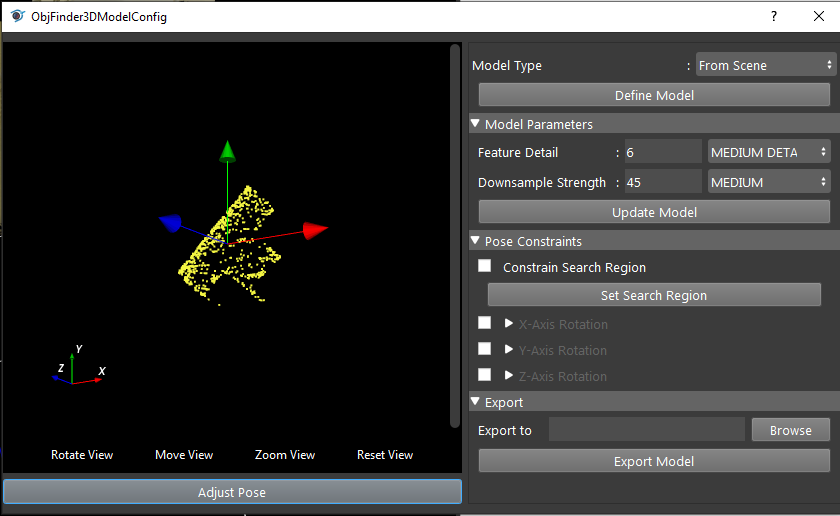 ObjFinder3DModelConfig
?
Model Type : From Scene
Define Model
Model Parameters
Feature Detail : 6 MEDIUM DETA
Downsample Strength : 45 MEDIUM
Update Model
Pose Constraints
Constrain Search Region
Set Search Region
X-Axis Rotation
Y-Axis Rotation
Z-Axis Rotation
Export
Export to Browse
Export Model
Y
Z
X
Rotate View Move View Zoom View Reset View
Adjust Pose